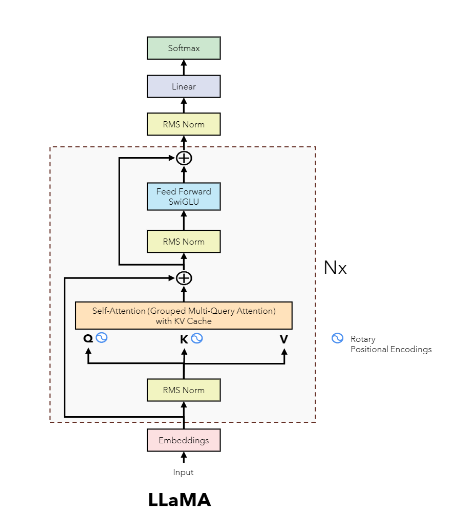 Softmax
Linear
RMS Norm
Feed Forward
SwiGLU
RMS Norm
Nx
Self-Attention (Grouped Multi-Query Attention)
with KV Cache
Q K V
Rotary
Positional Encodings
RMS Norm
Embeddings
Input
LLaMA